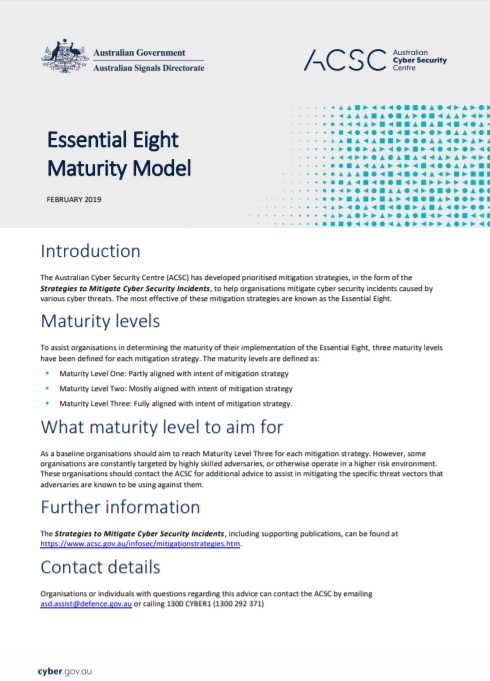 Australian Government
Australian Signals Directorate
ACSC
Australian
Cyber Security
Centre
Essential Eight
Maturity Model
FEBRUARY 2019
Introduction
The Australian Cyber Security Centre (ACSC) has developed prioritised mitigation strategies, in the form of the
Strategies to Mitigate Cyber Security Incidents, to help organisations mitigate cyber security incidents caused by
various cyber threats. The most effective of these mitigation strategies are known as the Essential Eight.
Maturity levels
To assist organisations in determining the maturity of their implementation of the Essential Eight, three maturity levels
have been defined for each mitigation strategy. The maturity levels are defined as:
▪ Maturity Level One: Partly aligned with intent of mitigation strategy
▪ Maturity Level Two: Mostly aligned with intent of mitigation strategy
▪ Maturity Level Three: Fully aligned with intent of mitigation strategy.
What maturity level to aim for
As a baseline organisations should aim to reach Maturity Level Three for each mitigation strategy. However, some
organisations are constantly targeted by highly skilled adversaries, or otherwise operate in a higher risk environment.
These organisations should contact the ACSC for additional advice to assist in mitigating the specific threat vectors that
adversaries are known to be using against them.
Further information
The Strategies to Mitigate Cyber Security Incidents, including supporting publications, can be found at
https://www.acsc.gov.au/infosec/mitigationstrategies.htm.
Contact details
Organisations or individuals with questions regarding this advice can contact the ACSC by emailing
asd.assist@defence.gov.au or calling 1300 CYBER1 (1300 292 371)
cyber.gov.au